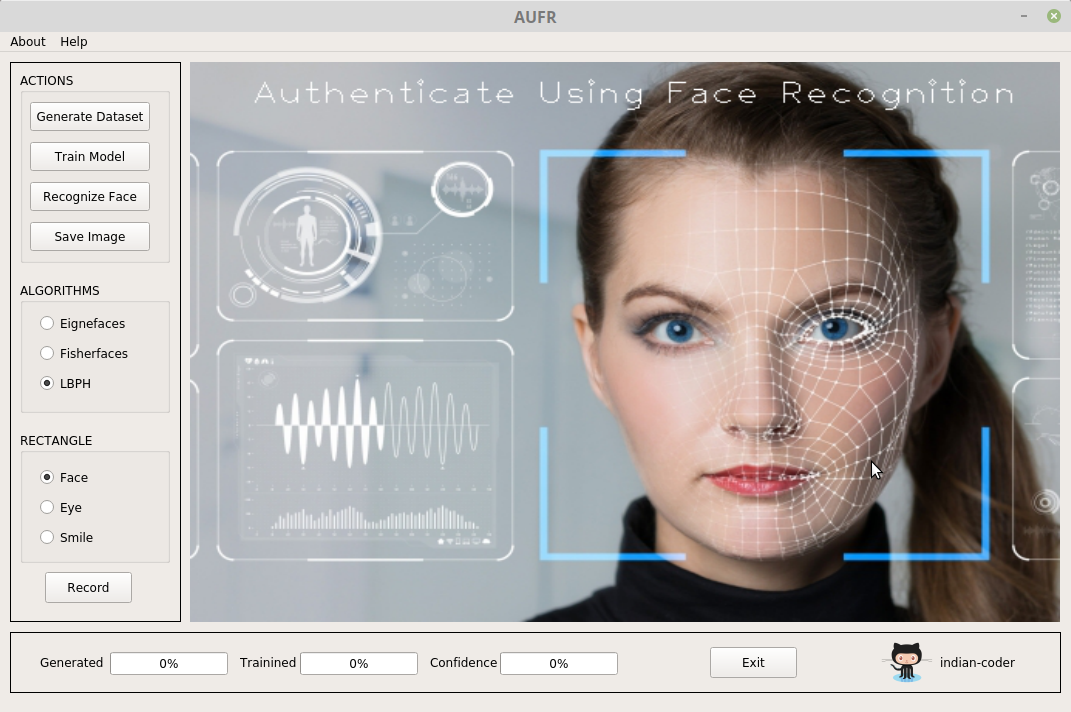 AUFR
About Help
ACTIONS
Generate Dataset
Train Model
Recognize Face
Save Image
ALGORITHMS
Eignefaces
Fisherfaces
LBPH
RECTANGLE
Face
Eye
Smile
Record
Authenticate Using Face Recognition
Generated 0% Trainined 0% Confidence 0% Exit indian-coder